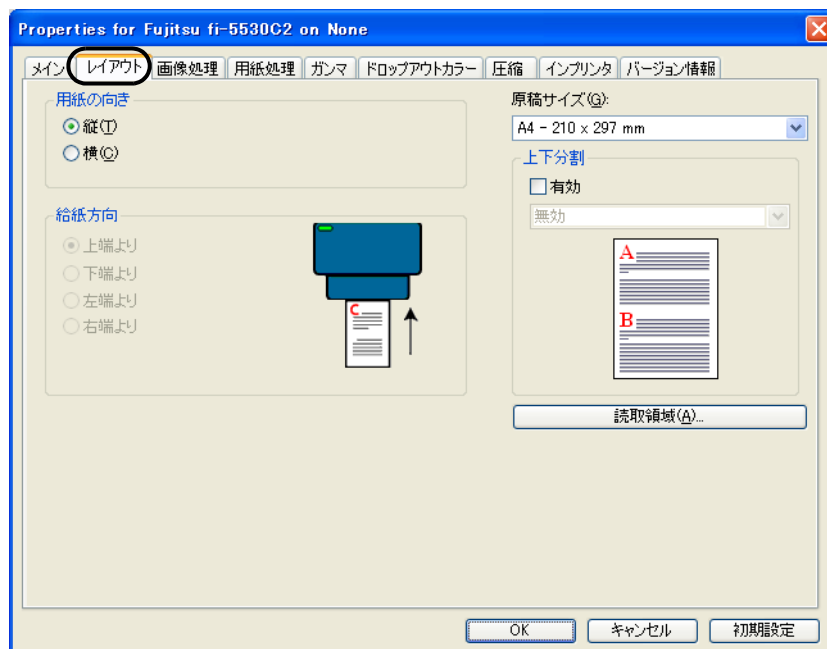 Properties for Fujitsu fi-5530C2 on None
メイン レイアウト 画像処理 用紙処理 ガンマ ドロップアウトカラー 圧縮 インプリンタ バージョン情報
用紙の向き
縦(T)
横(C)
給紙方向
上端より
下端より
左端より
右端より
C
原稿サイズ(G):
A4 - 210 x 297 mm
上下分割
有効
無効
A
B
読取領域(A)...
OK キャンセル 初期設定